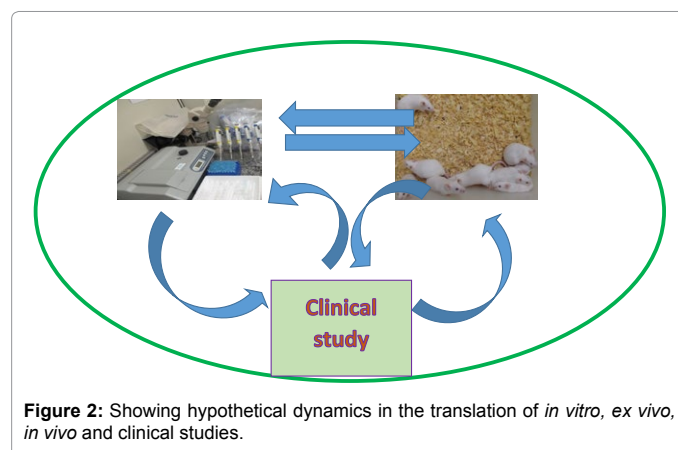 Clinical
study
Figure 2: Showing hypothetical dynamics in the translation of in vitro, ex vivo,
in vivo and clinical studies.